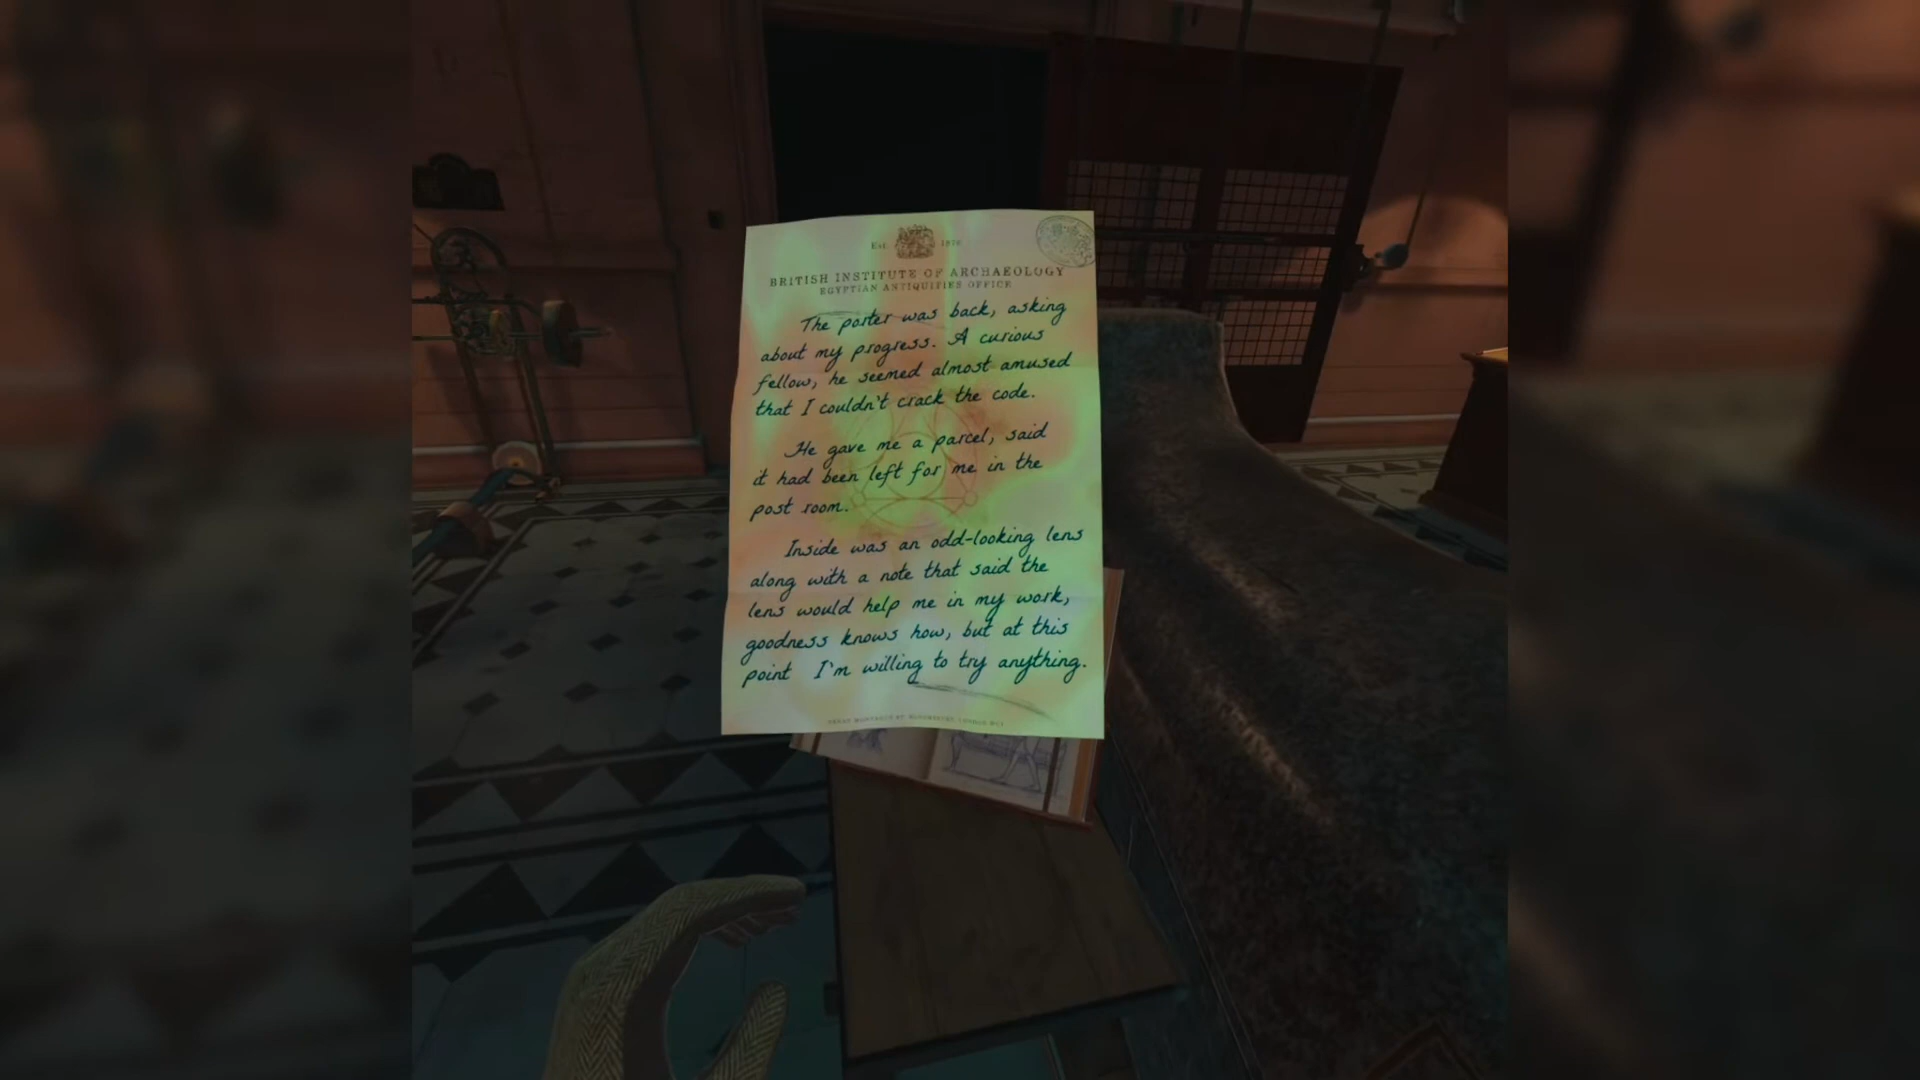 Est. 1870
BRITISH INSTITUTE OF ARCHAEOLOGY
EGYPTIAN ANTIQUITIES OFFICE
The porter was back, asking
about my progress. A curious
fellow, he seemed almost amused
that I couldn't crack the code.
He gave me a parcel, said
it had been left for me in the
post room.
Inside was an odd-looking lens
along with a note that said the
lens would help me in my work,
goodness knows how, but at this
point I'm willing to try anything.